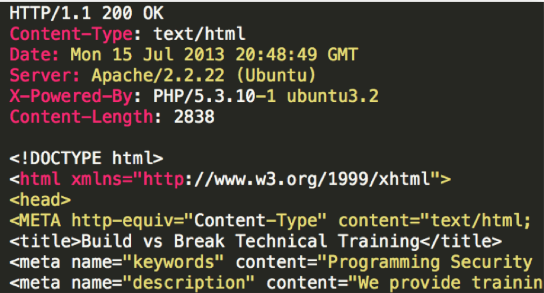 HTTP/1.1 200 OK
Content-Type: text/html
Date: Mon 15 Jul 2013 20:48:49 GMT
Server: Apache/2.2.22 (Ubuntu)
X-Powered-By: PHP/5.3.10-1 ubuntu3.2
Content-Length: 2838
<!DOCTYPE html>
<html xmlns="http://www.w3.org/1999/xhtml">
<head>
<META http-equiv="Content-Type" content="text/html;
<title>Build vs Break Technical Training</title>
<meta name="keywords" content="Programming Security
<meta name="description" content="We provide trainin